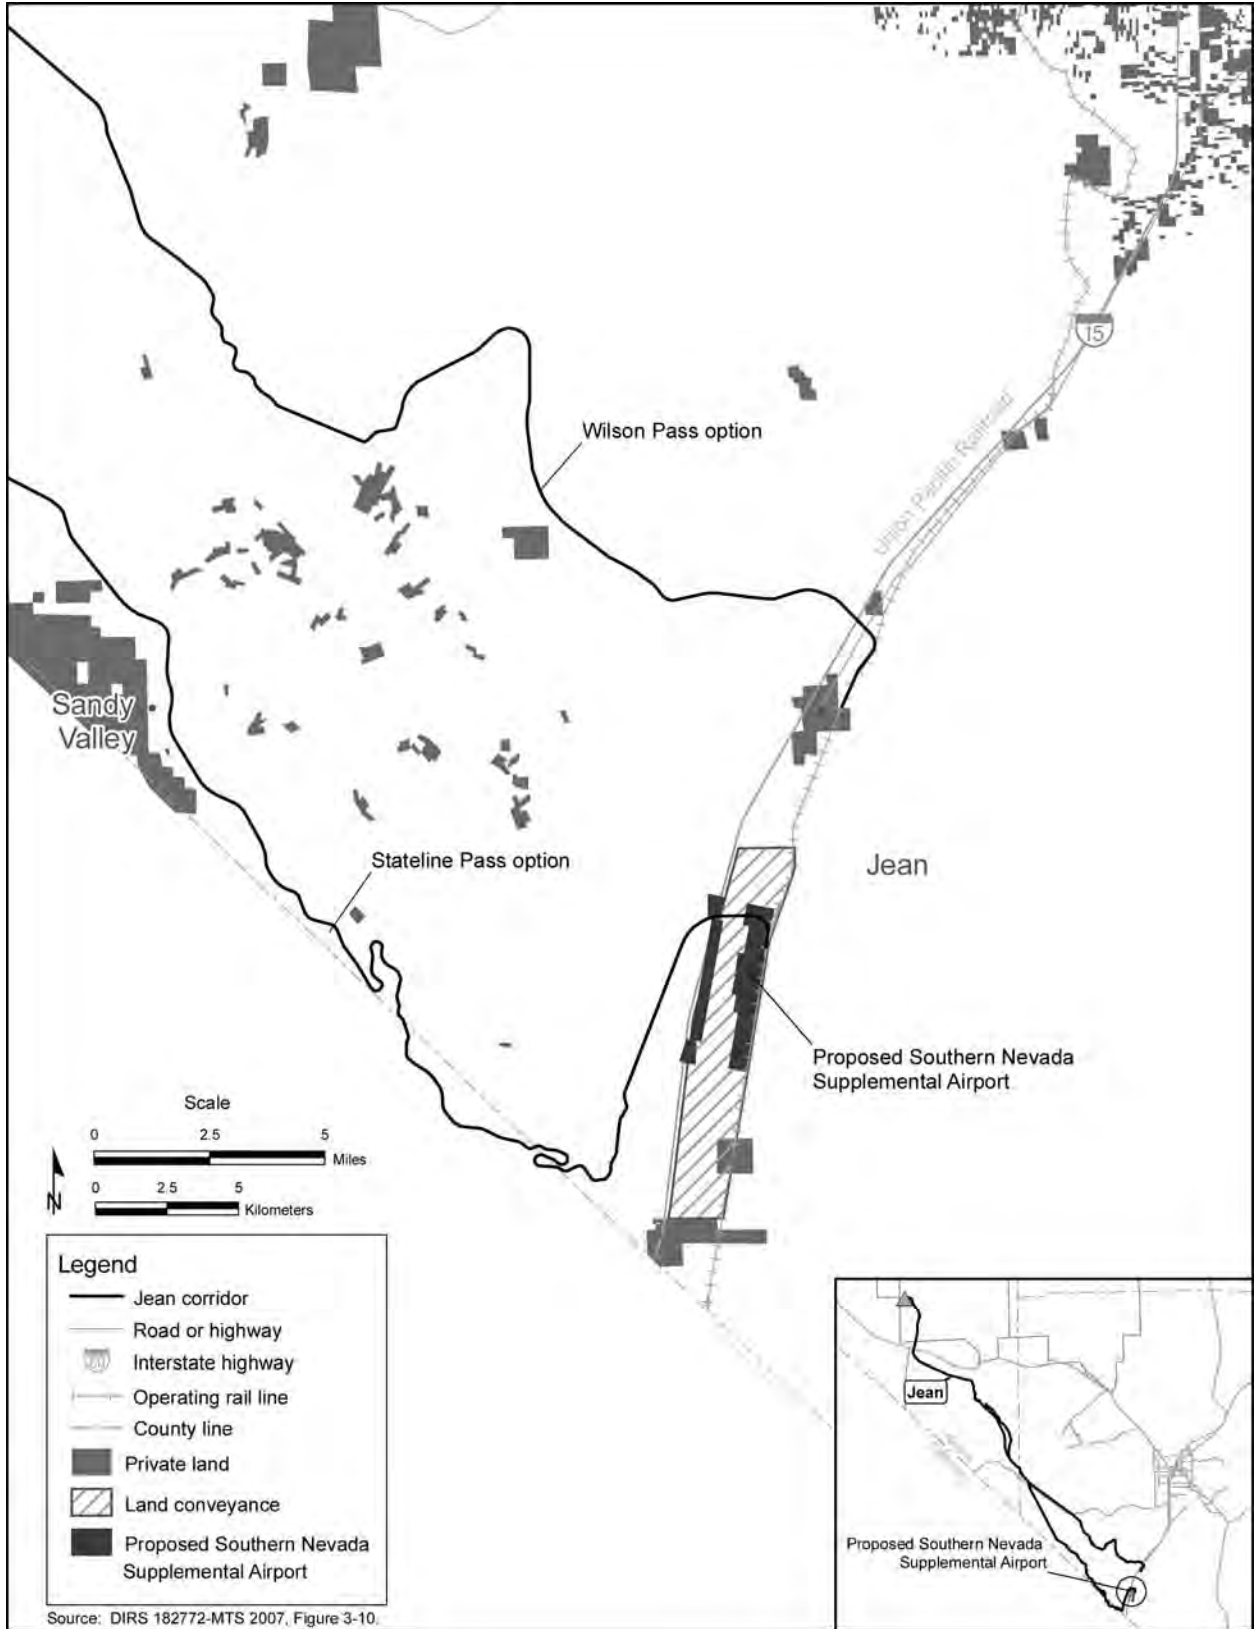 15
Union Pacific Railroad
Wilson Pass option
Sandy
Valley
Stateline Pass option
Jean
Proposed Southern Nevada
Supplemental Airport
Scale
0 2.5 5
Miles
0 2.5 5
Kilometers
N
Legend
Jean corridor
Road or highway
Interstate highway
Operating rail line
County line
Private land
Land conveyance
Proposed Southern Nevada
Supplemental Airport
Source: DIRS 182772-MTS 2007, Figure 3-10.
Jean
Proposed Southern Nevada
Supplemental Airport